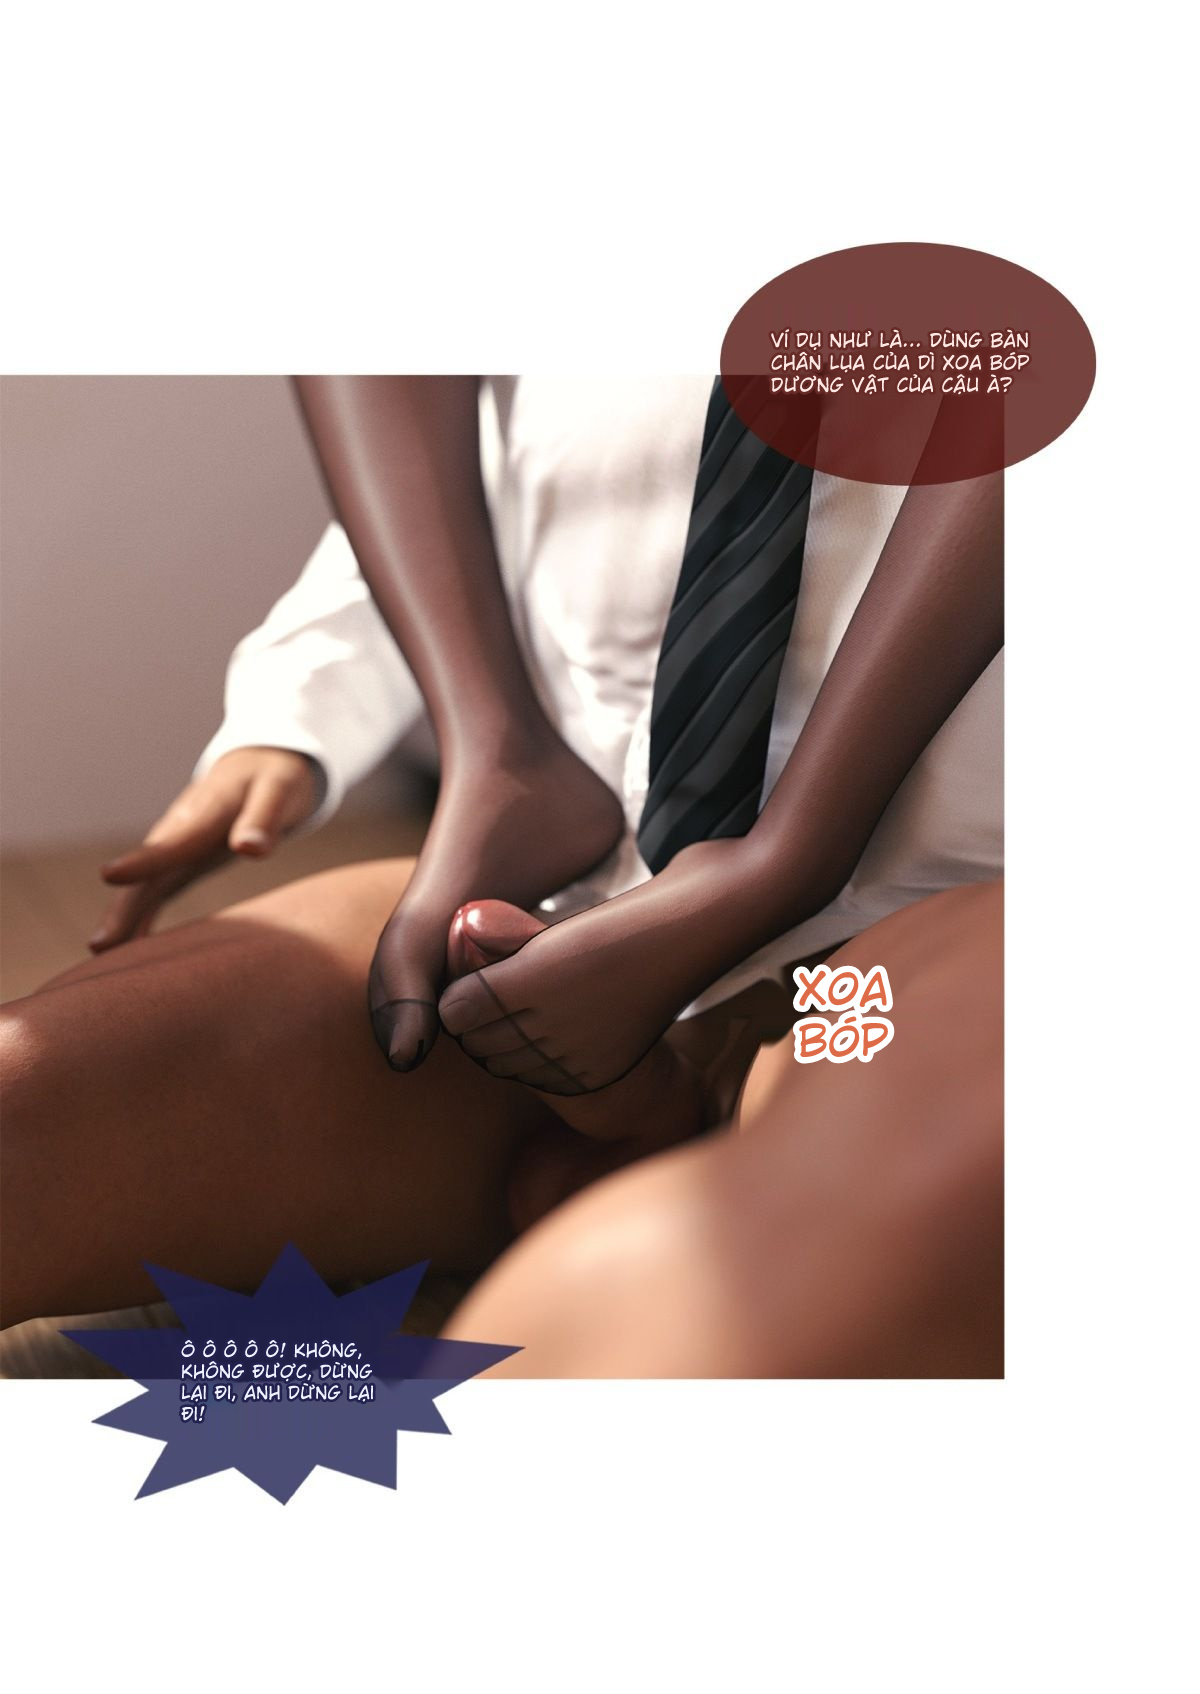 VÍ DỤ NHƯ LÀ... DÙNG BÀN
CHÂN LỤA CỦA DÌ XOA BÓP
DƯƠNG VẬT CỦA CẬU À?
XOA
BÓP
Ô Ô Ô Ô Ô! KHÔNG,
KHÔNG ĐƯỢC, DỪNG
LẠI ĐI, ANH DỪNG LẠI
ĐI!